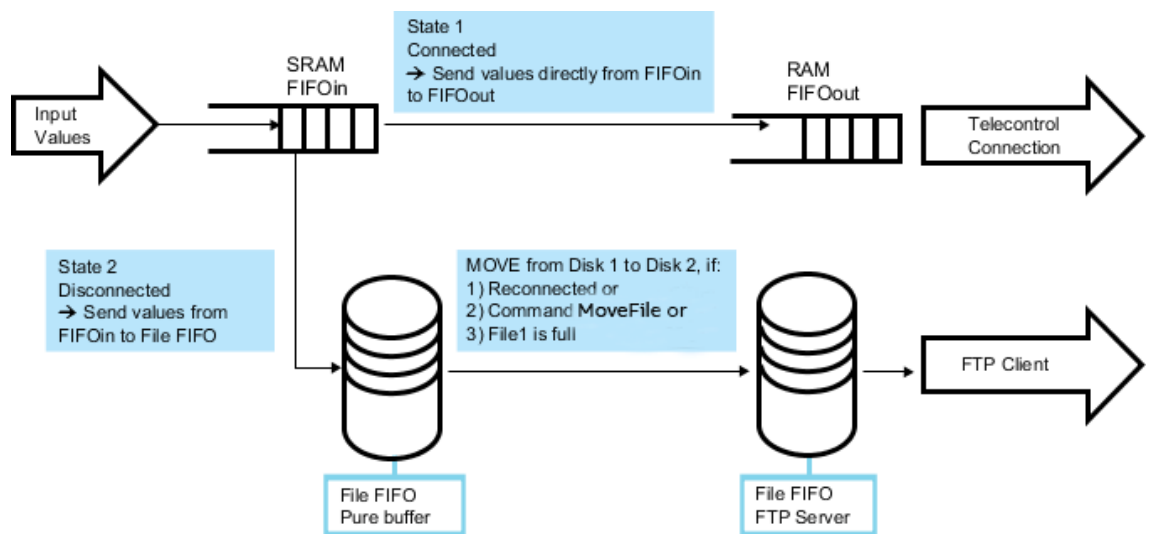 State 1
Connected
→ Send values directly from FIFOin
to FIFOout
SRAM
FIFOin
RAM
FIFOout
Input
Values
Telecontrol
Connection
State 2
Disconnected
→ Send values from
FIFOin to File FIFO
MOVE from Disk 1 to Disk 2, if:
1) Reconnected or
2) Command MoveFile or
3) File1 is full
FTP Client
File FIFO
Pure buffer
File FIFO
FTP Server